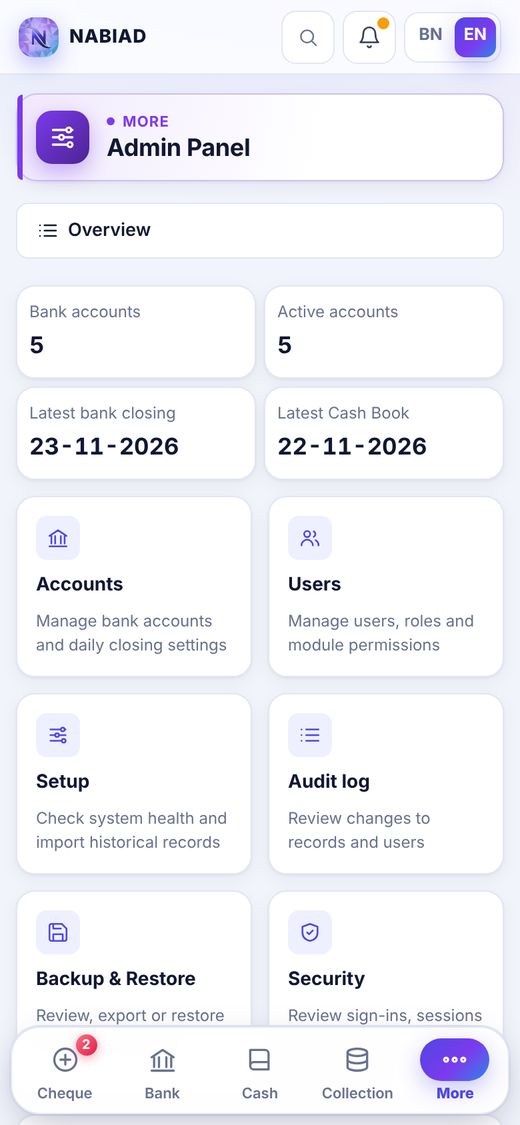 NABIAD
BN EN
MORE
Admin Panel
Overview
Bank accounts
5
Active accounts
5
Latest bank closing
23-11-2026
Latest Cash Book
22-11-2026
Accounts
Manage bank accounts
and daily closing settings
Users
Manage users, roles and
module permissions
Setup
Check system health and
import historical records
Audit log
Review changes to
records and users
Backup & Restore
Review, export or restore
Security
Review sign-ins, sessions
2
Cheque
Bank
Cash
Collection
More